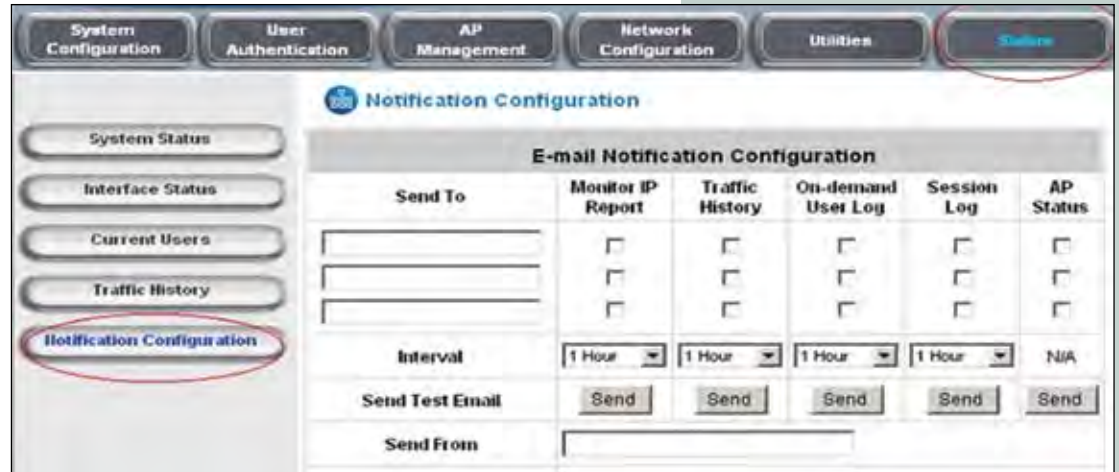 System Configuration
User Authentication
AP Management
Network Configuration
Utilities
Status
Notification Configuration
System Status
Interface Status
Current Users
Traffic History
Notification Configuration
E-mail Notification Configuration
Send To
Monitor IP Report
Traffic History
On-demand User Log
Session Log
AP Status
Interval
1 Hour
1 Hour
1 Hour
1 Hour
N/A
Send Test Email
Send
Send
Send
Send
Send
Send From